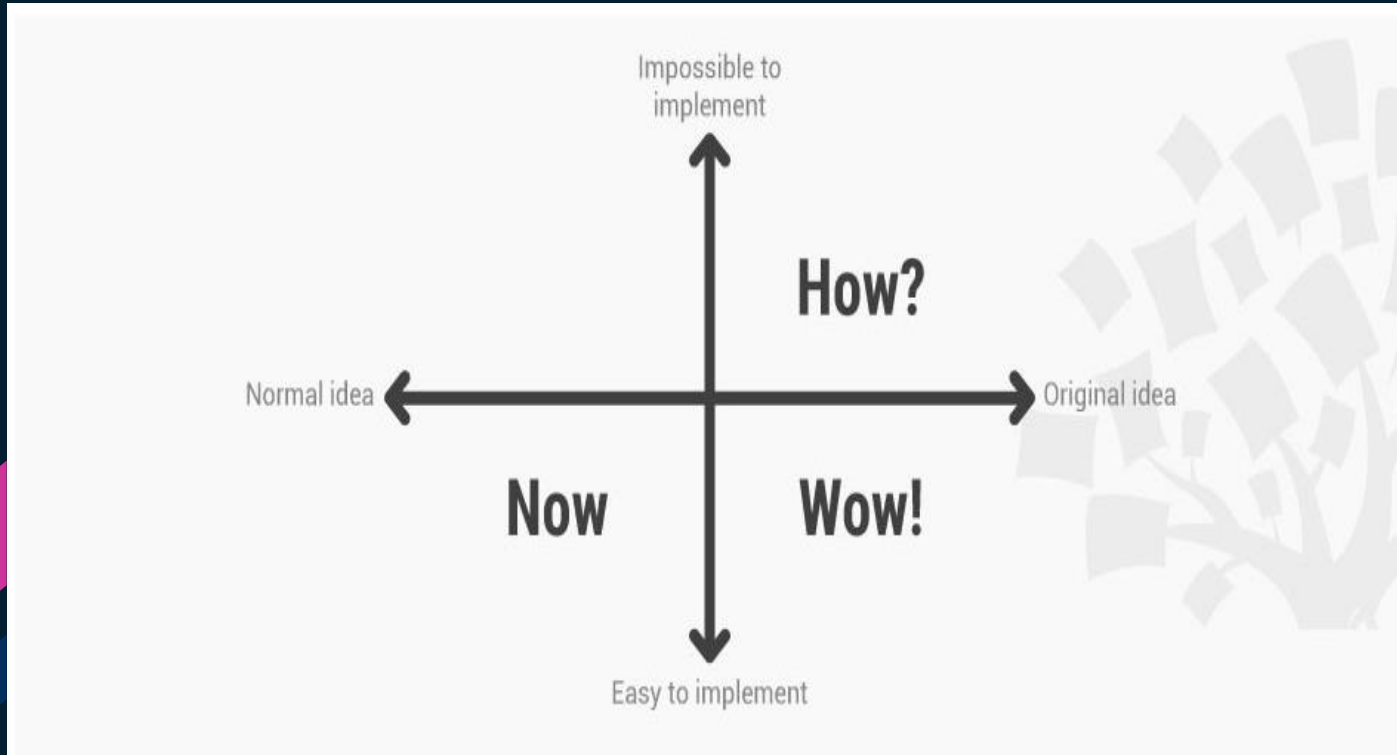 Impossible to
implement
How?
Normal idea
Original idea
Now
Wow!
Easy to implement